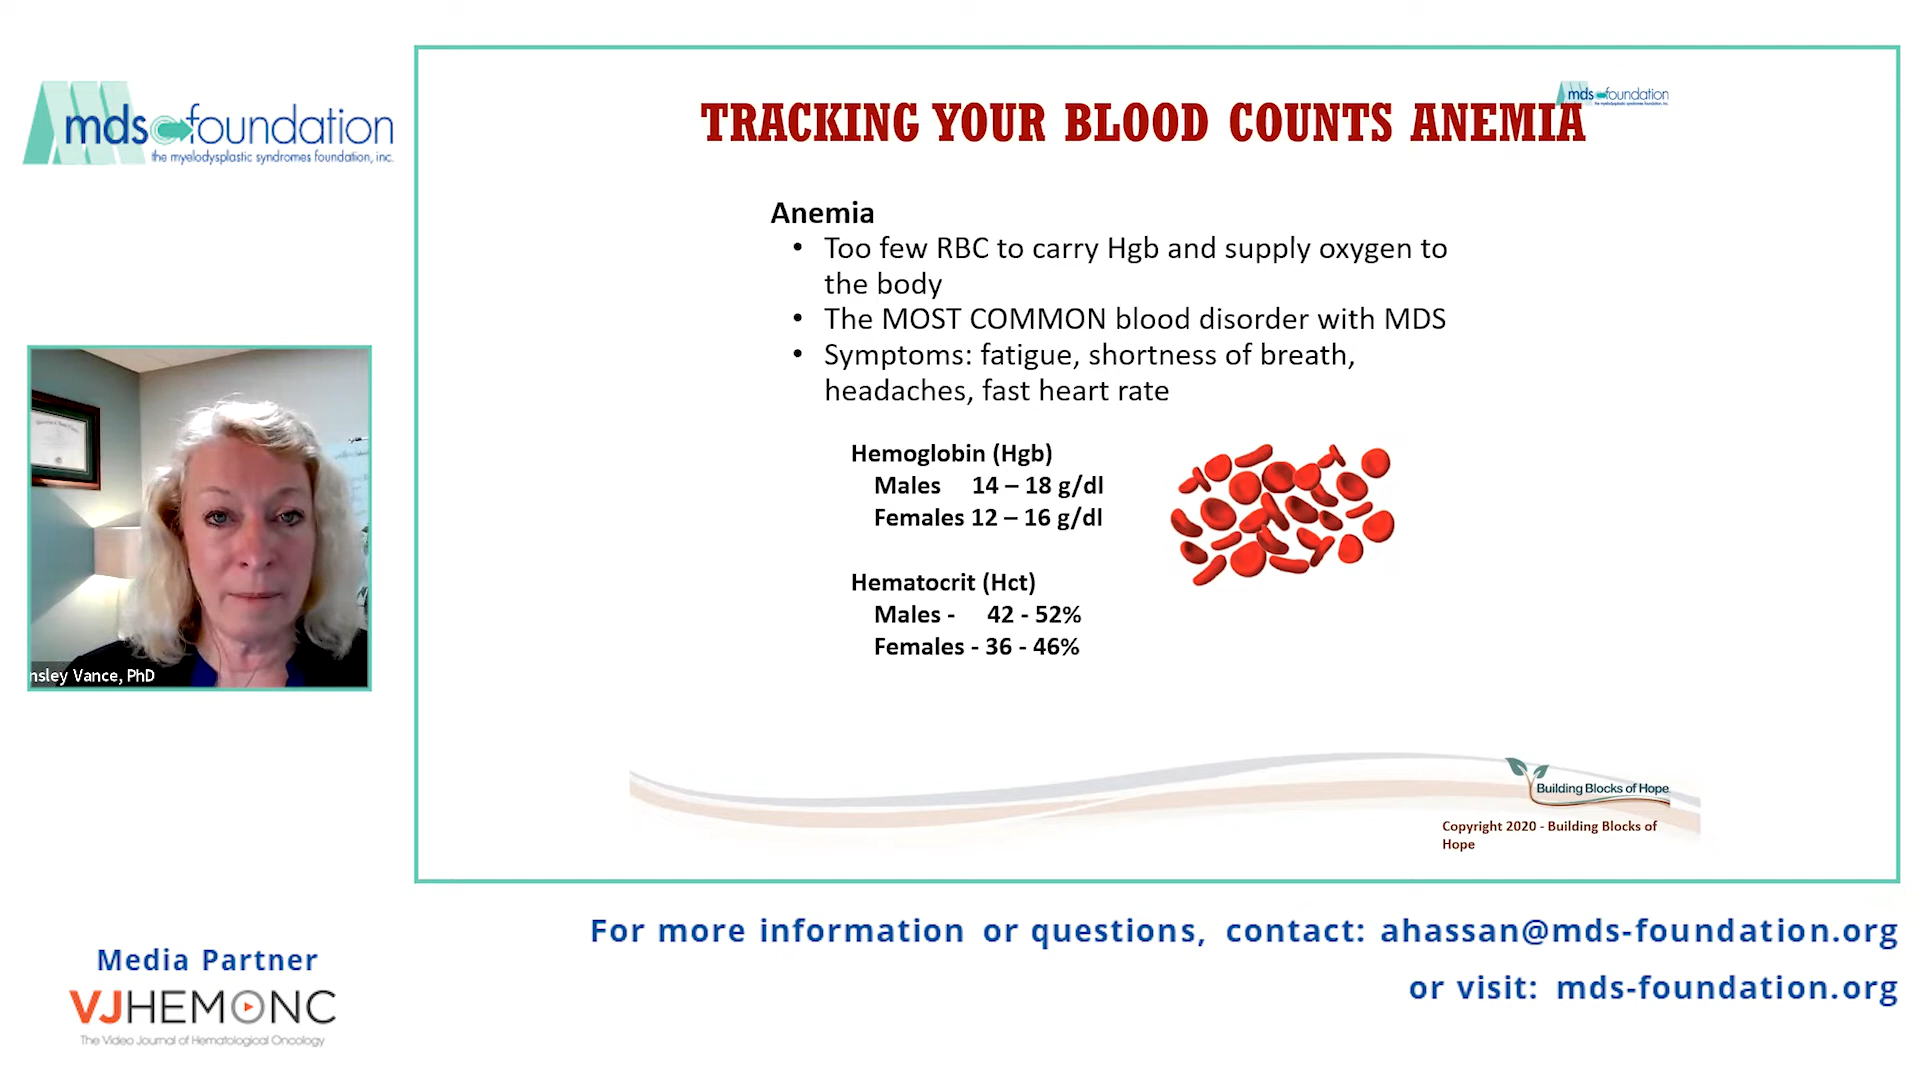 mds foundation
the myelodysplastic syndromes foundation, inc.
mds foundation
TRACKING YOUR BLOOD COUNTS ANEMIA
Anemia
• Too few RBC to carry Hgb and supply oxygen to
the body
• The MOST COMMON blood disorder with MDS
• Symptoms: fatigue, shortness of breath,
headaches, fast heart rate
Hemoglobin (Hgb)
Males 14 – 18 g/dl
Females 12 – 16 g/dl
Hematocrit (Hct)
Males - 42 - 52%
Females - 36 - 46%
nsley Vance, PhD
Building Blocks of Hope
Copyright 2020 - Building Blocks of
Hope
For more information or questions, contact: ahassan@mds-foundation.org
or visit: mds-foundation.org
Media Partner
VJHEMONC
The Video Journal of Hematological Oncology